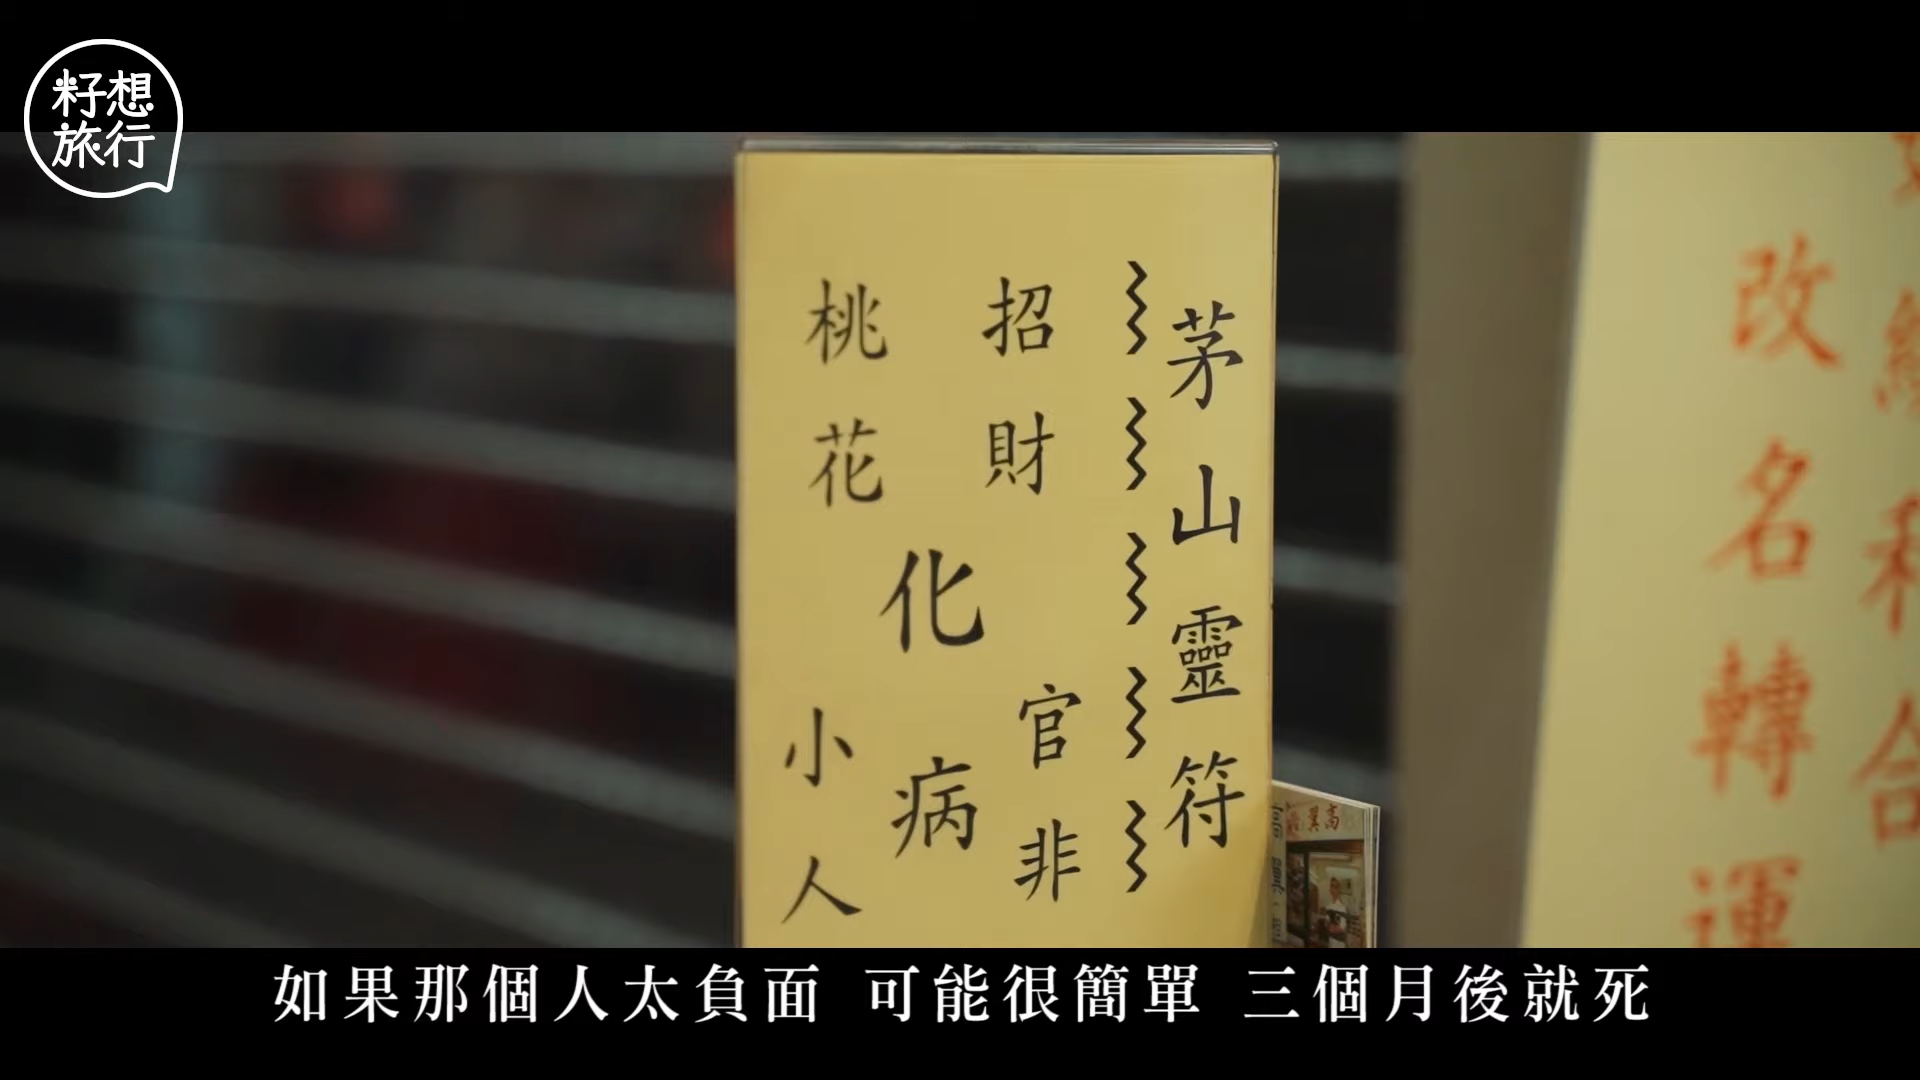 籽想
旅行
茅山靈符
招財
官非
化病
桃花
小人
改名轉運
如果那個人太負面 可能很簡單 三個月後就死